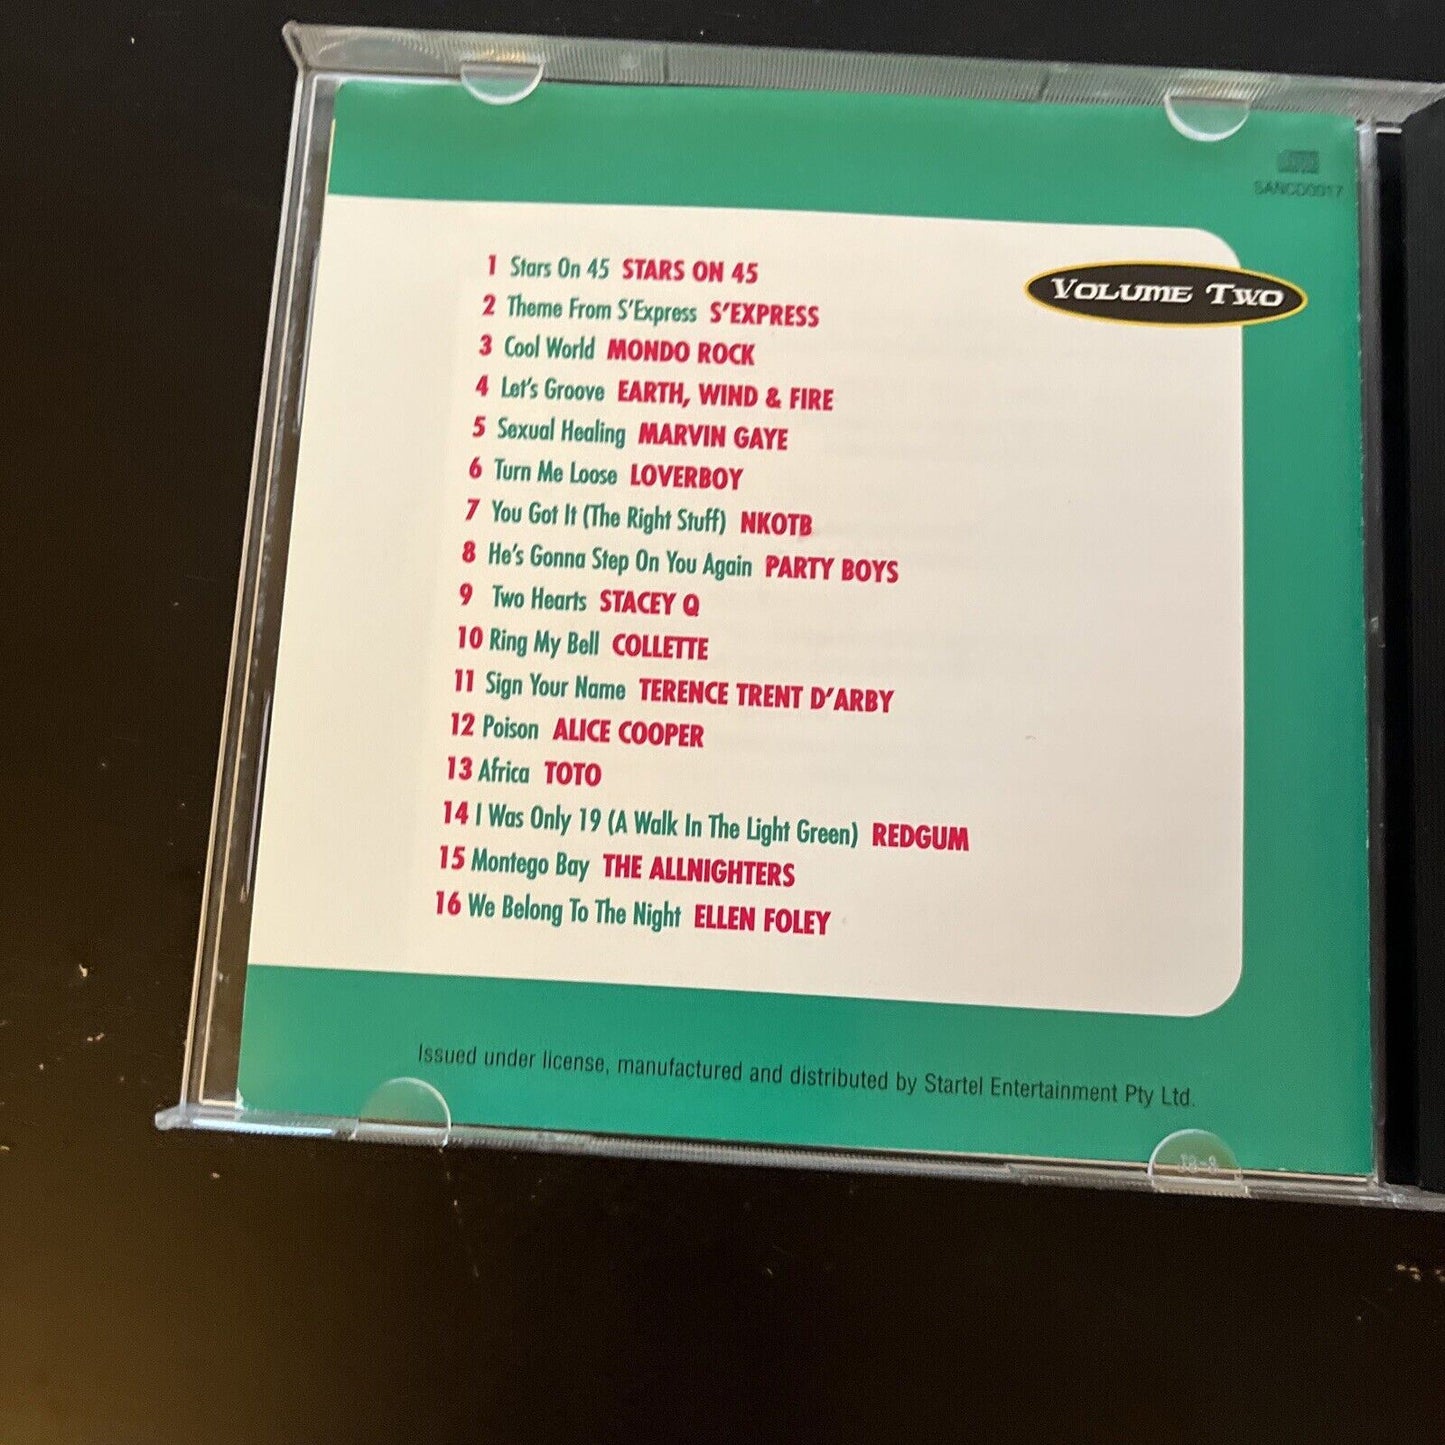 SANCD0017
VOLUME TWO
1 Stars On 45 STARS ON 45
2 Theme From S'Express S'EXPRESS
3 Cool World MONDO ROCK
4 Let's Groove EARTH, WIND & FIRE
5 Sexual Healing MARVIN GAYE
6 Turn Me Loose LOVERBOY
7 You Got It (The Right Stuff) NKOTB
8 He's Gonna Step On You Again PARTY BOYS
9 Two Hearts STACEY Q
10 Ring My Bell COLLETTE
11 Sign Your Name TERENCE TRENT D'ARBY
12 Poison ALICE COOPER
13 Africa TOTO
14 I Was Only 19 (A Walk In The Light Green) REDGUM
15 Montego Bay THE ALLNIGHTERS
16 We Belong To The Night ELLEN FOLEY
Issued under license, manufactured and distributed by Startel Entertainment Pty Ltd.